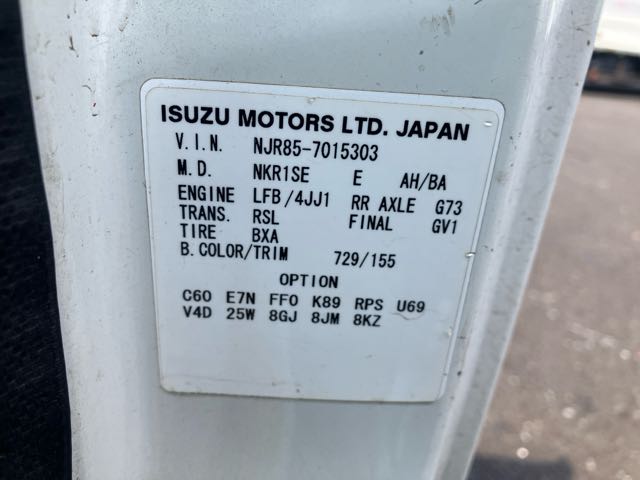 ISUZU MOTORS LTD. JAPAN
V.I.N. NJR85-7015303
M.D. NKR1SE E AH/BA
ENGINE LFB/4JJ1 RR AXLE G73
TRANS. RSL FINAL GV1
TIRE BXA
B.COLOR/TRIM 729/155
OPTION
C60 E7N FF0 K89 RPS U69
V4D 25W 8GJ 8JM 8KZ